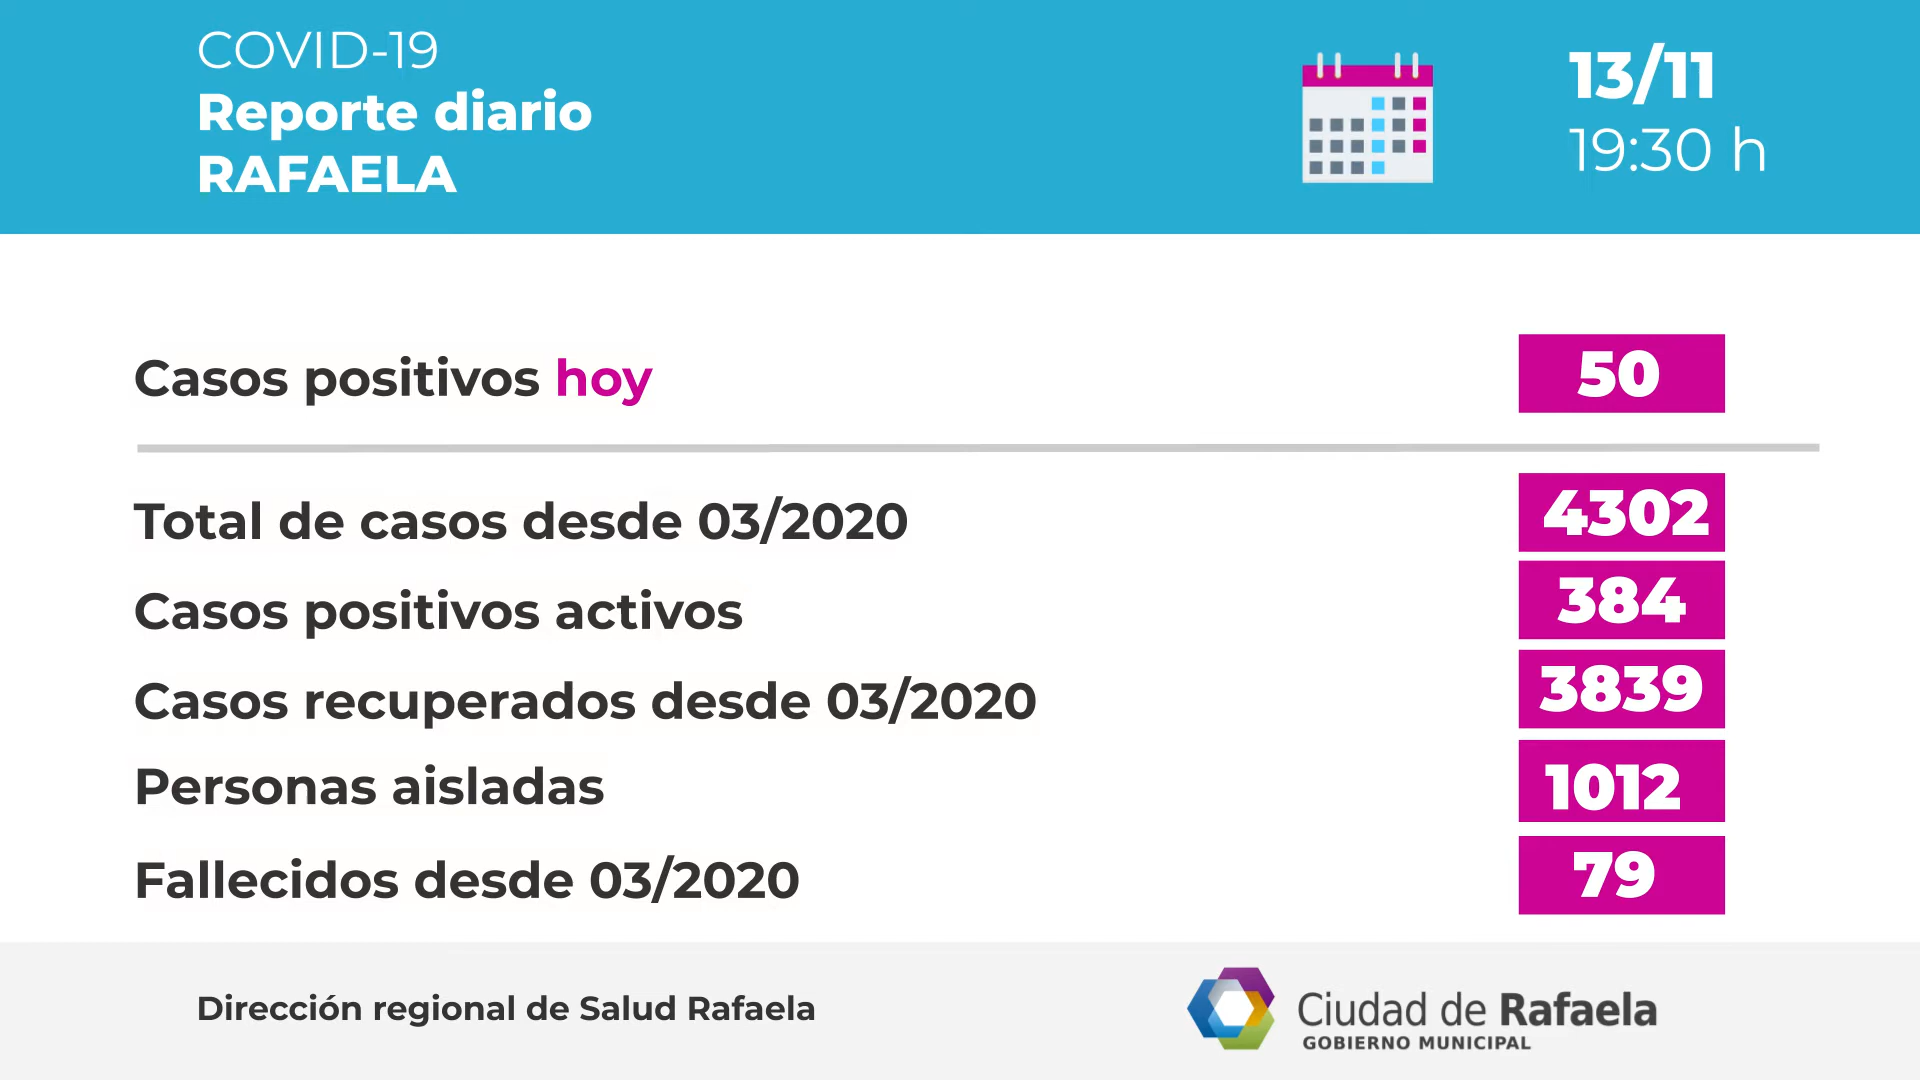 COVID-19
Reporte diario
RAFAELA
13/11
19:30 h
Casos positivos hoy 50
Total de casos desde 03/2020 4302
Casos positivos activos 384
Casos recuperados desde 03/2020 3839
Personas aisladas 1012
Fallecidos desde 03/2020 79
Dirección regional de Salud Rafaela
Ciudad de Rafaela
GOBIERNO MUNICIPAL